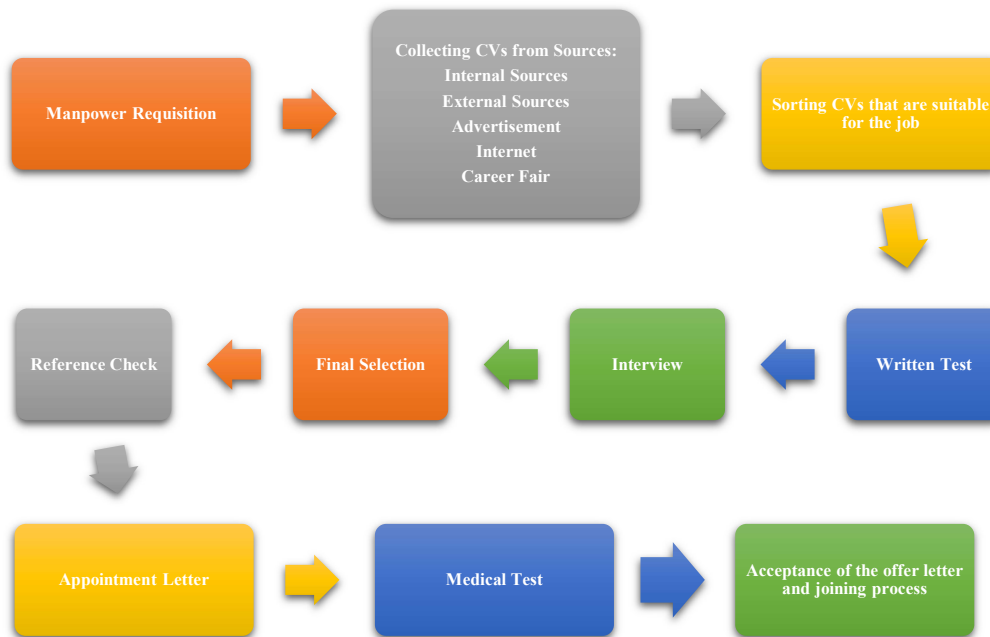 Manpower Requisition
Collecting CVs from Sources:
Internal Sources
External Sources
Advertisement
Internet
Career Fair
Sorting CVs that are suitable
for the job
Written Test
Interview
Final Selection
Reference Check
Appointment Letter
Medical Test
Acceptance of the offer letter
and joining process